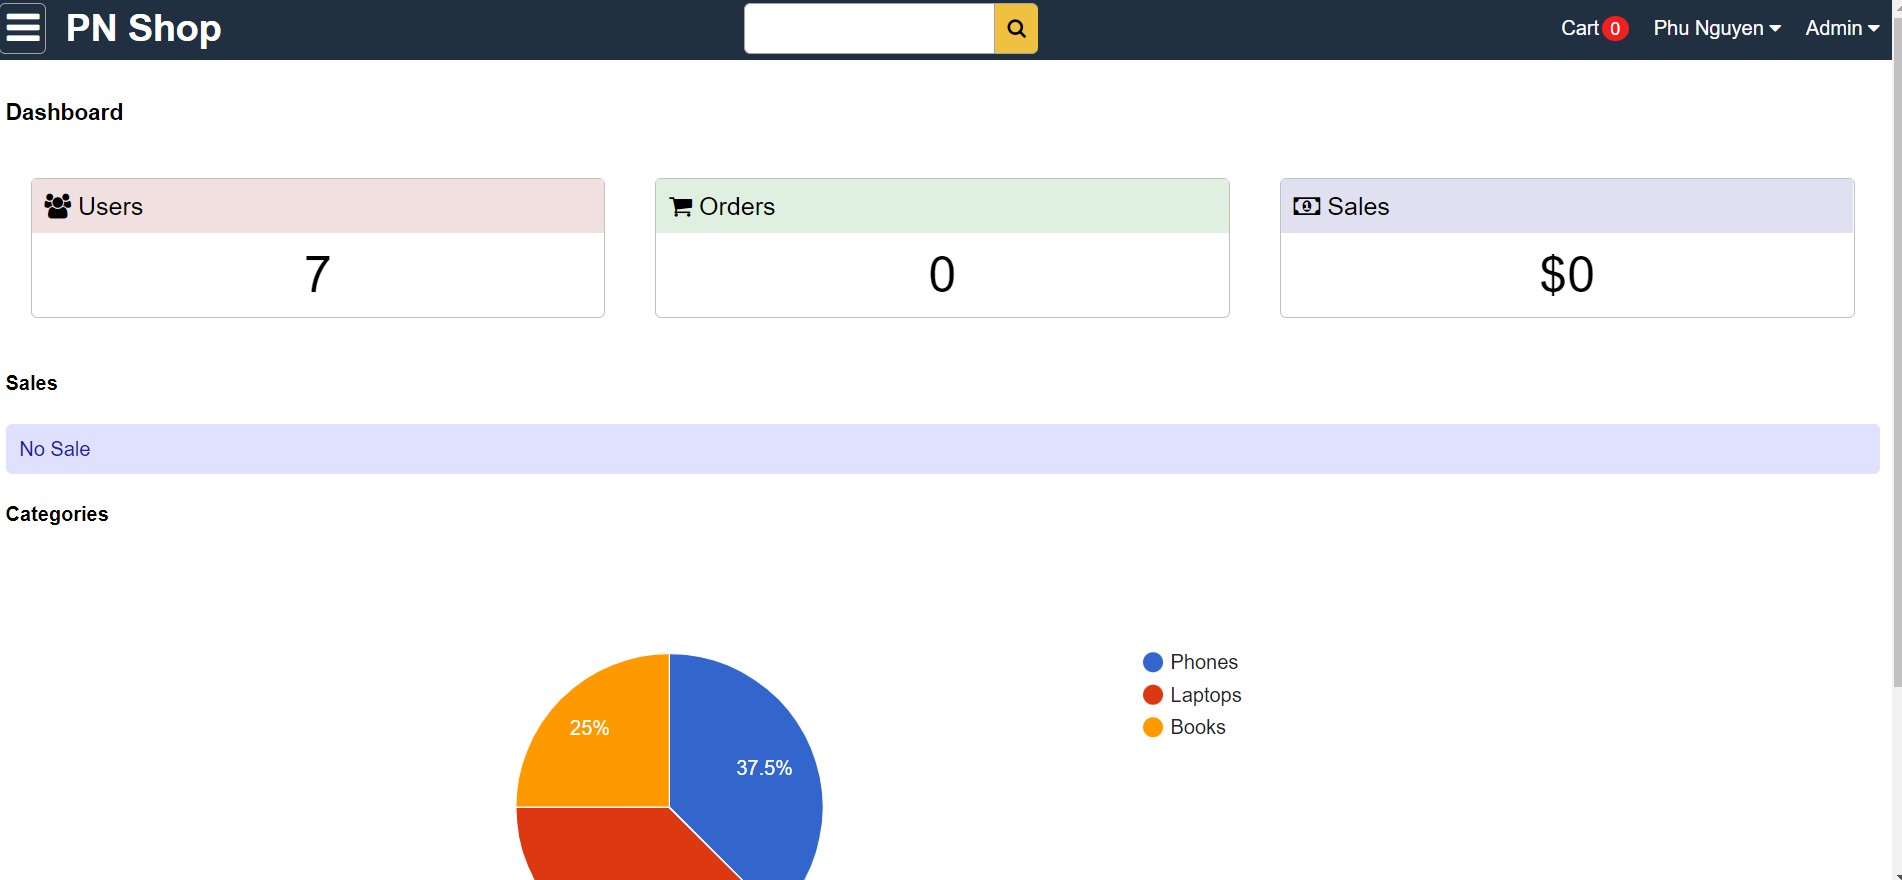 PN Shop
Cart 0 Phu Nguyen Admin
Dashboard
Users
7
Orders
0
Sales
$0
Sales
No Sale
Categories
25%
37.5%
Phones
Laptops
Books